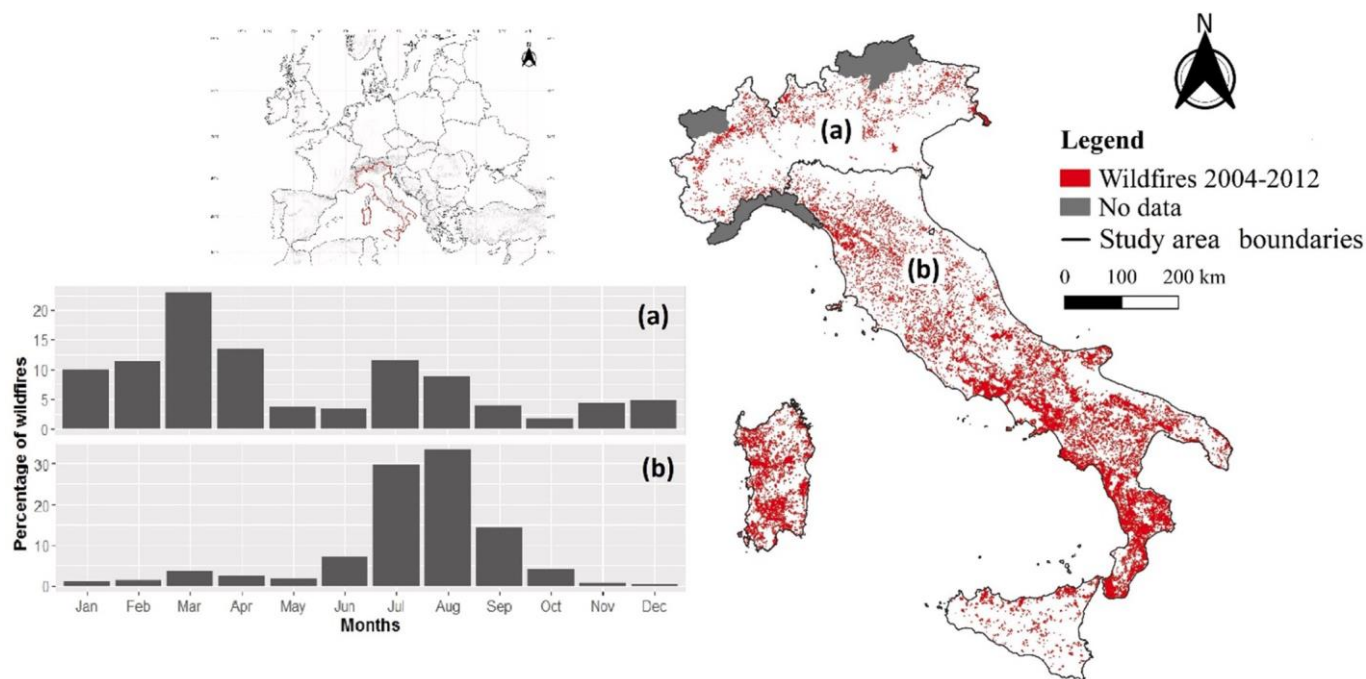 N
N
(a)
(b)
Legend
Wildfires 2004-2012
No data
Study area boundaries
0 100 200 km
Percentage of wildfires
20
15
10
5
0
(a)
30
20
10
0
(b)
Jan Feb Mar Apr May Jun Jul Aug Sep Oct Nov Dec
Months